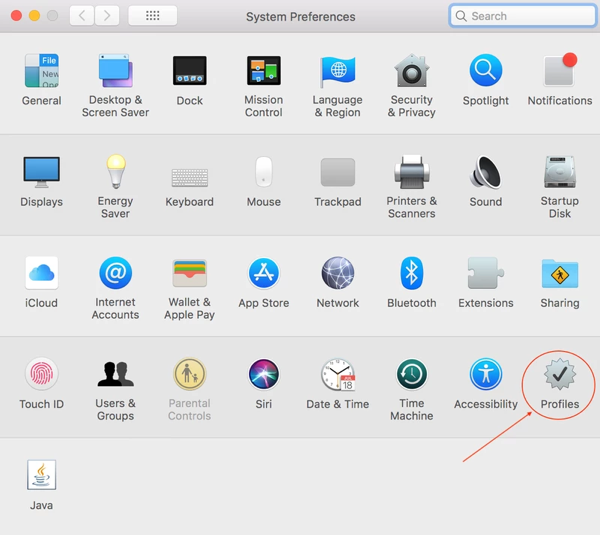 System Preferences
Search
File
New
One
General
Desktop &
Screen Saver
Dock
Mission
Control
Language
& Region
Security
& Privacy
Spotlight
Notifications
Displays
Energy
Saver
Keyboard
Mouse
Trackpad
Printers &
Scanners
Sound
Startup
Disk
iCloud
Internet
Accounts
Wallet &
Apple Pay
App Store
Network
Bluetooth
Extensions
Sharing
Touch ID
Users &
Groups
Parental
Controls
Siri
18
Date & Time
Time
Machine
Accessibility
Profiles
Java
Java